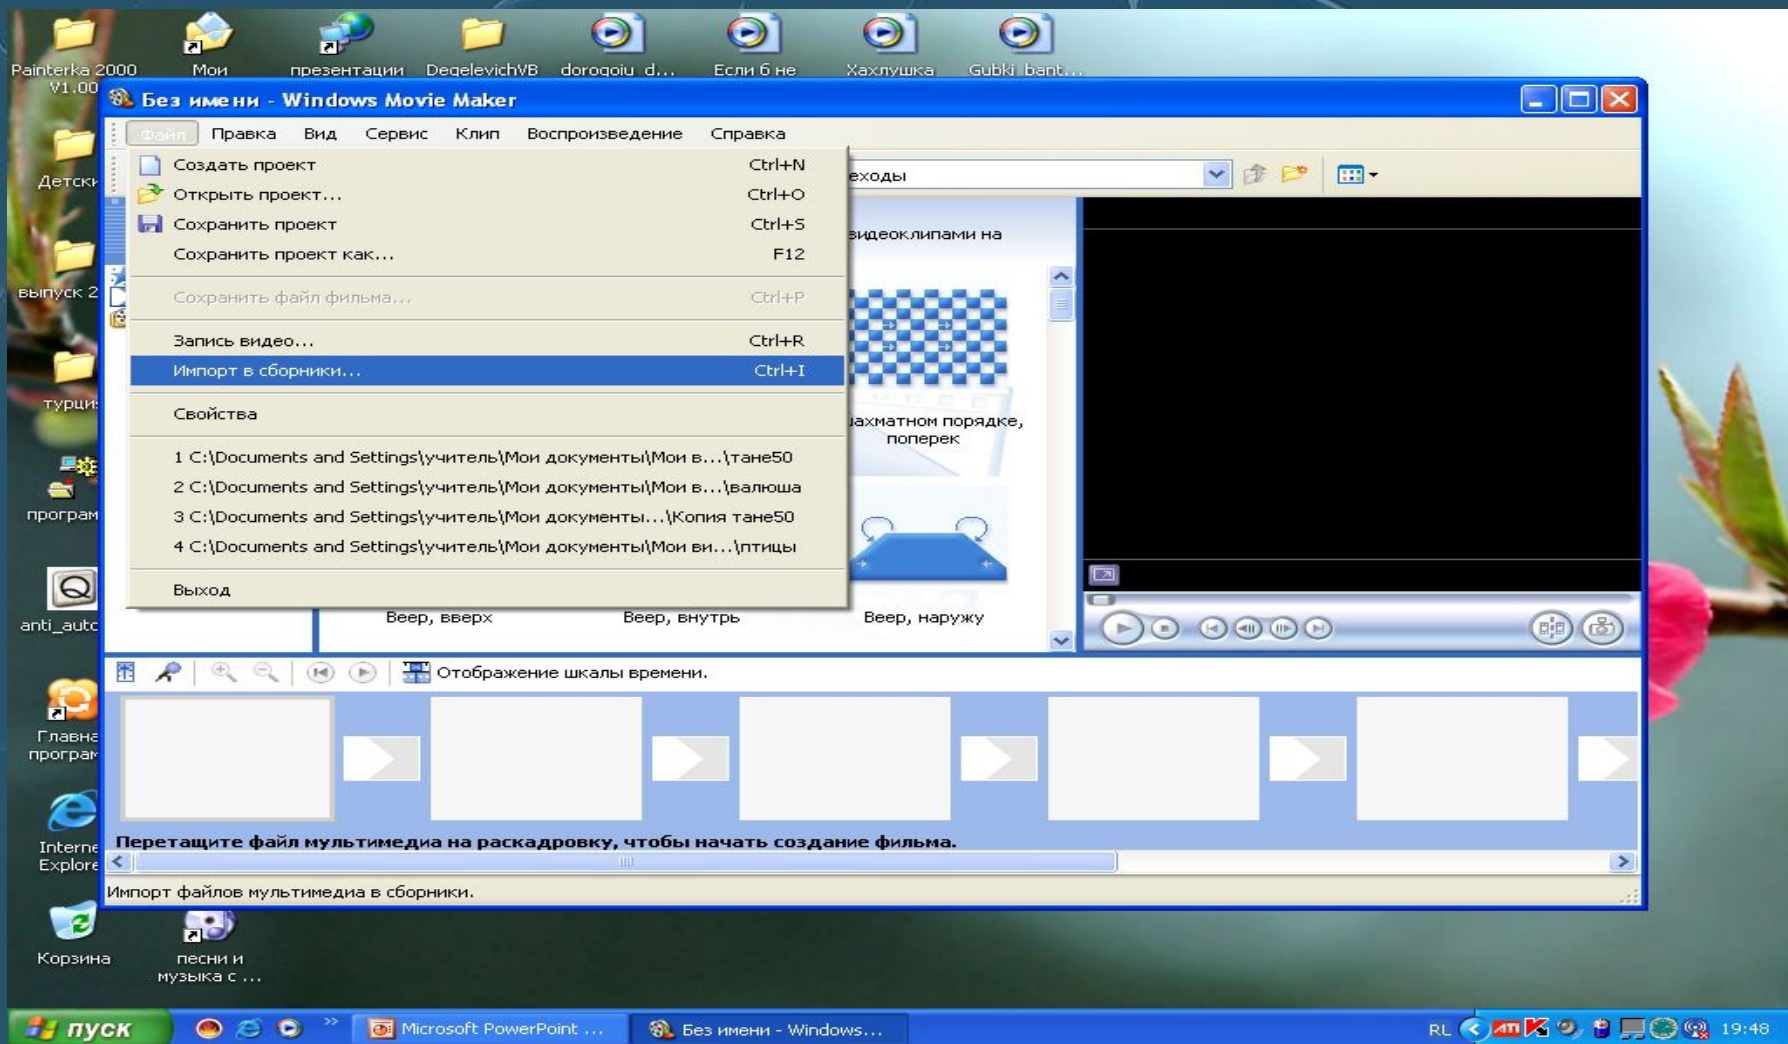 Painterka 2000
V1.00
Мои
презентации
DegelevichVB
dorogoiu_d...
Если б не
Хахлушка
Gubki_bant...
Без имени - Windows Movie Maker
Файл Правка Вид Сервис Клип Воспроизведение Справка
Создать проект Ctrl+N
Открыть проект... Ctrl+O
Сохранить проект Ctrl+S
Сохранить проект как... F12
Сохранить файл фильма... Ctrl+P
Запись видео... Ctrl+R
Импорт в сборники... Ctrl+I
Свойства
1 C:\Documents and Settings\учитель\Мои документы\Мои в...\тане50
2 C:\Documents and Settings\учитель\Мои документы\Мои в...\валюша
3 C:\Documents and Settings\учитель\Мои документы...\Копия тане50
4 C:\Documents and Settings\учитель\Мои документы\Мои ви...\птицы
Выход
еходы
видеоклипами на
ахматном порядке,
поперек
Веер, вверх
Веер, внутрь
Веер, наружу
Отображение шкалы времени.
Перетащите файл мультимедиа на раскадровку, чтобы начать создание фильма.
Импорт файлов мультимедиа в сборники.
Детски
выпуск 2
турция
програм
anti_auto
Главна
програм
Interne
Explore
Корзина
песни и
музыка с ...
пуск
Microsoft PowerPoint ...
Без имени - Windows...
RL
ATI
19:48